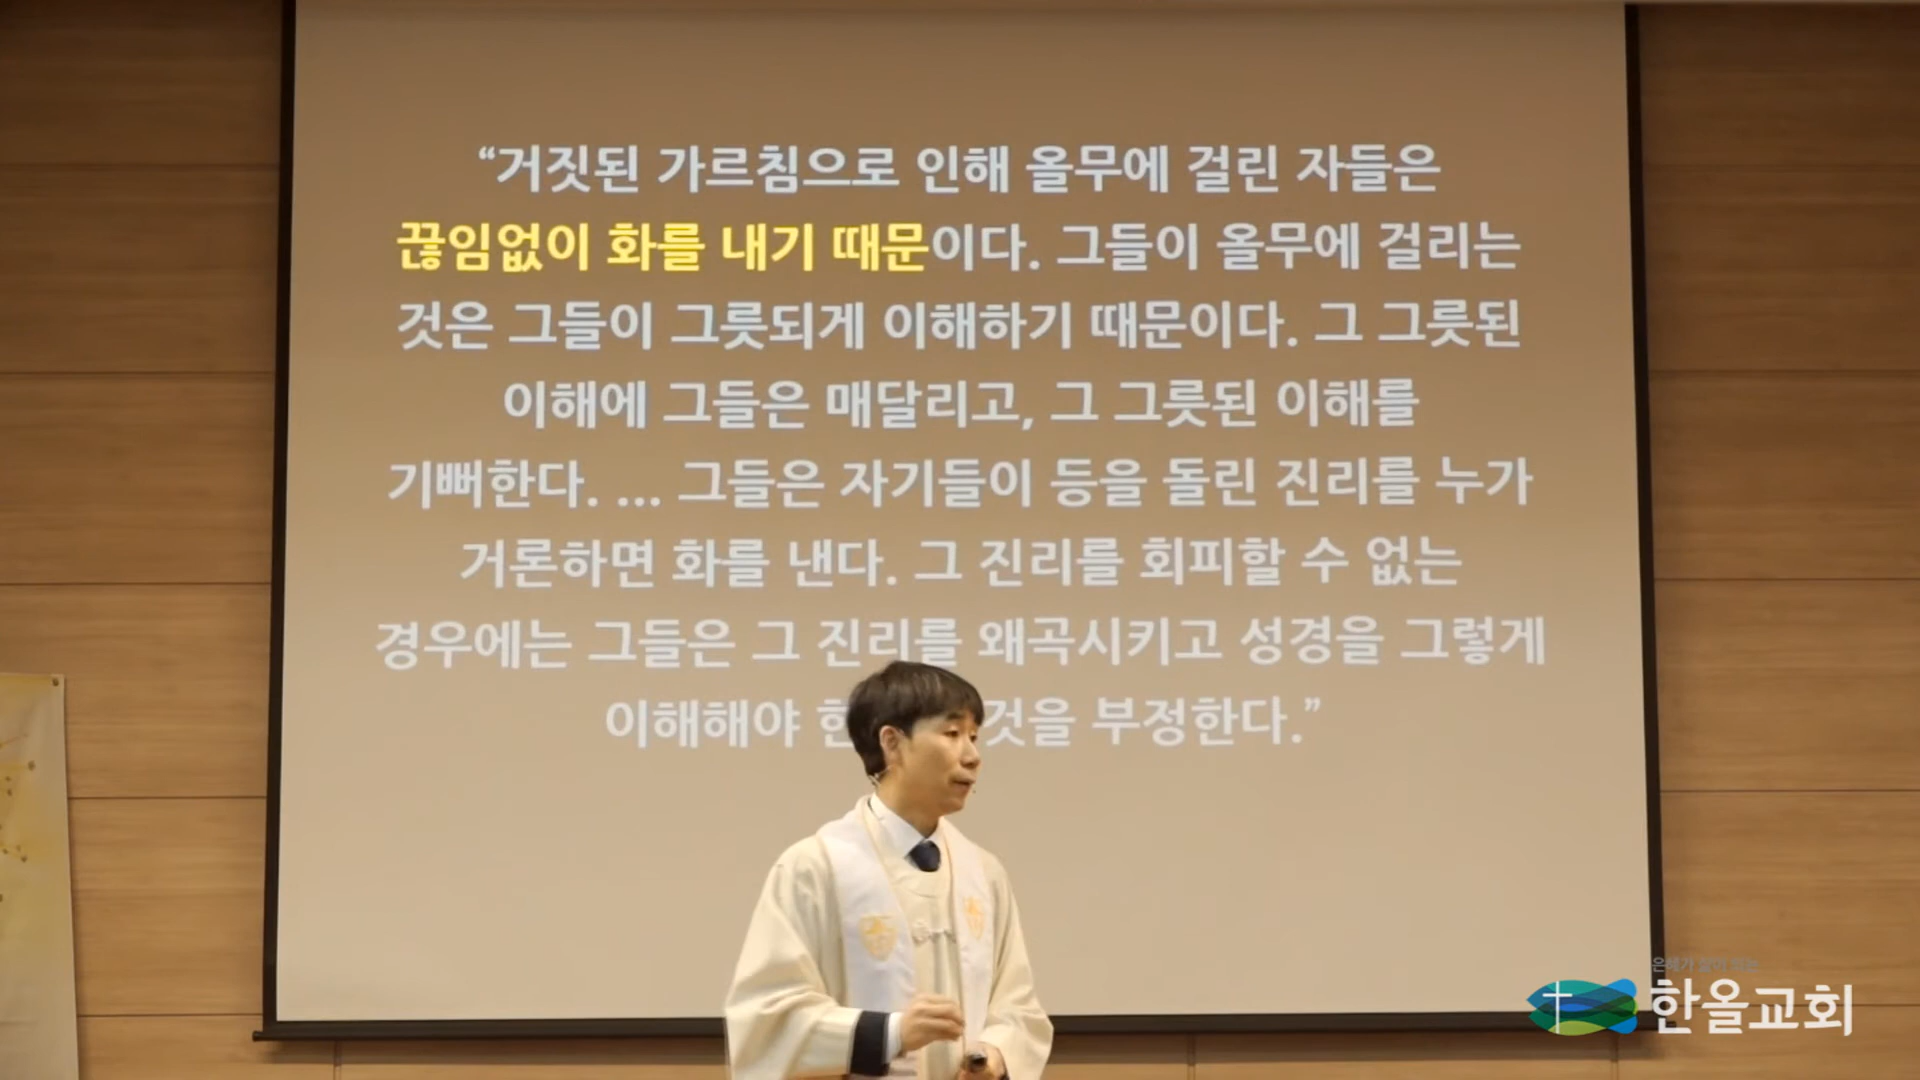 “거짓된 가르침으로 인해 올무에 걸린 자들은
끊임없이 화를 내기 때문이다. 그들이 올무에 걸리는
것은 그들이 그릇되게 이해하기 때문이다. 그 그릇된
이해에 그들은 매달리고, 그 그릇된 이해를
기뻐한다. ... 그들은 자기들이 등을 돌린 진리를 누가
거론하면 화를 낸다. 그 진리를 회피할 수 없는
경우에는 그들은 그 진리를 왜곡시키고 성경을 그렇게
이해해야 것을 부정한다.”
한올교회